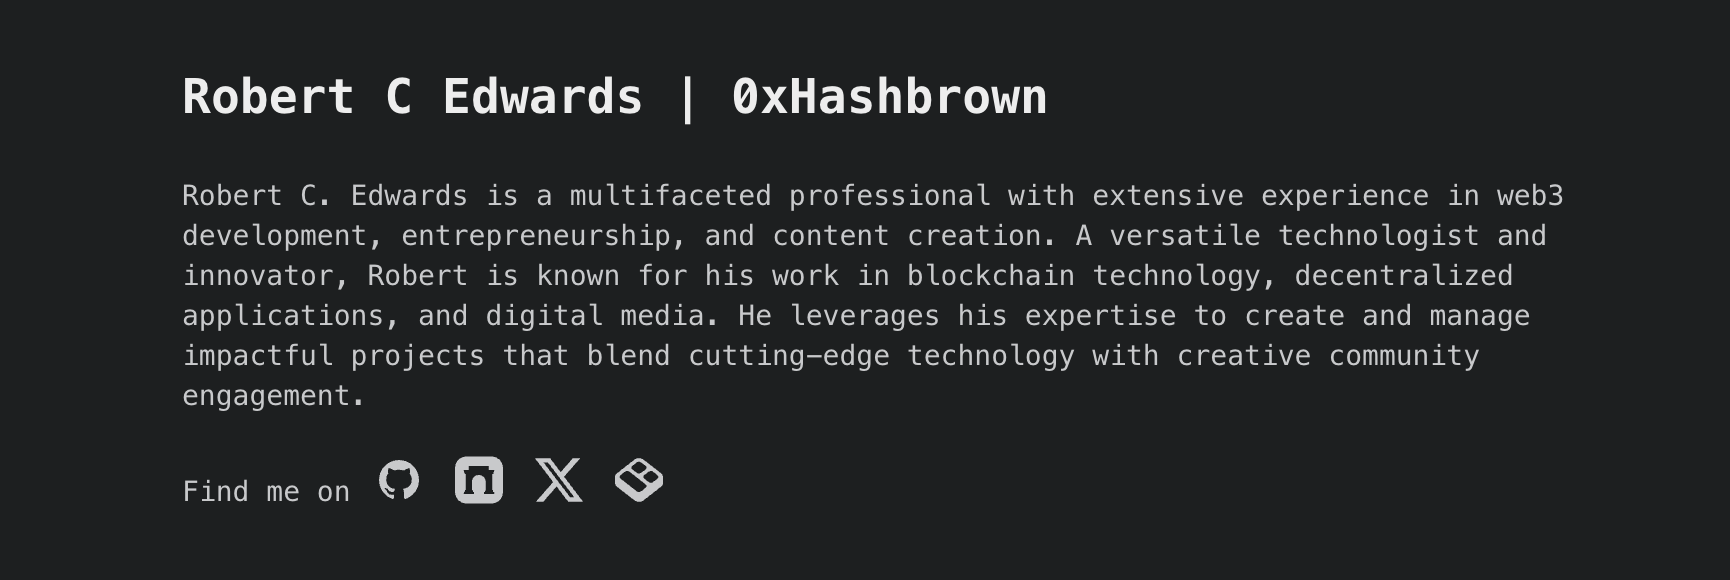 Robert C Edwards | 0xHashbrown
Robert C. Edwards is a multifaceted professional with extensive experience in web3
development, entrepreneurship, and content creation. A versatile technologist and
innovator, Robert is known for his work in blockchain technology, decentralized
applications, and digital media. He leverages his expertise to create and manage
impactful projects that blend cutting-edge technology with creative community
engagement.
Find me on